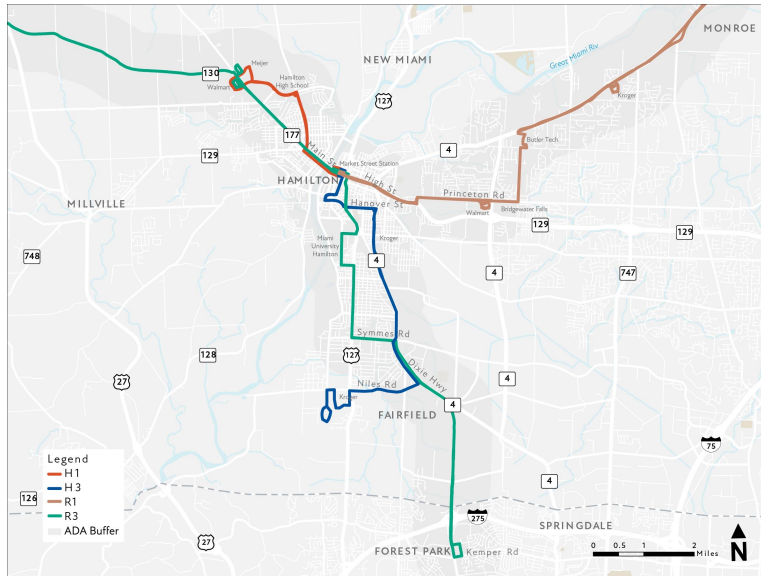 MONROE
NEW MIAMI
Great Miami Riv
Meijer
130
Walmart
Hamilton
High School
127
Kroger
177
Main St
4
Butler Tech
129
Market Street Station
HAMILTON
High St
Princeton Rd
MILLVILLE
Hanover St
Walmart
Bridgewater Falls
129
129
Miami
University
Hamilton
Kroger
748
4
4
747
Symmes Rd
128
127
Dixie Hwy
27
Niles Rd
4
Kroger
4
FAIRFIELD
75
Legend
H1
H3
R1
R3
ADA Buffer
4
126
275
SPRINGDALE
27
FOREST PARK
Kemper Rd
0 0.5 1 2
Miles
N